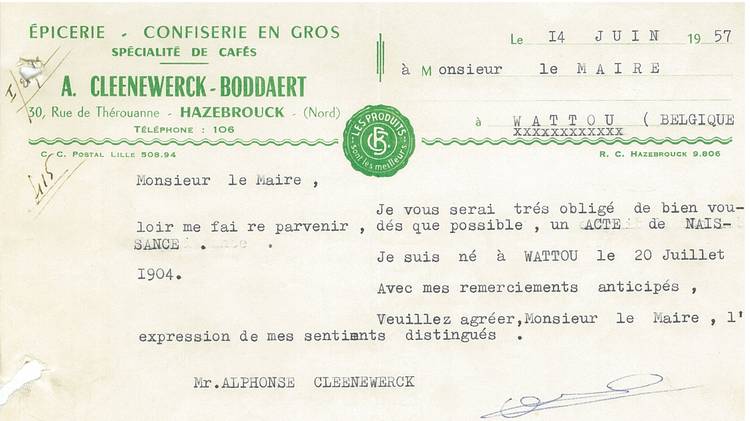 ÉPICERIE - CONFISERIE EN GROS
SPÉCIALITÉ DE CAFÉS
A. CLEENEWERCK-BODDAERT
30, Rue de Thérouanne - HAZEBROUCK - (Nord)
TÉLÉPHONE : 106
C. C. POSTAL LILLE 508.94
LES PRODUITS
sont les meilleurs
LE 14 JUIN 1957
à Monsieur le MAIRE
à WATTOU (BELGIQUE
xxxxxxxxxxxx
R. C. HAZEBROUCK 9.806
415
Monsieur le Maire ,
Je vous serai trés obligé de bien vou-
loir me fai re parvenir , dés que possible , un ACTE de NAIS-
SANCE .
Je suis né à WATTOU le 20 Juillet
1904.
Avec mes remerciements anticipés ,
Veuillez agréer,Monsieur le Maire , l'
expression de mes sentiments distingués .
Mr.ALPHONSE CLEENEWERCK